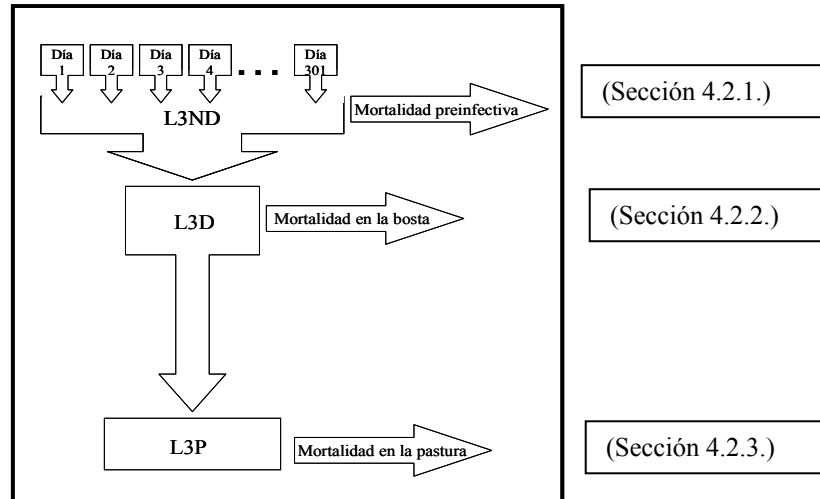 Día Día Día Día Día
1 2 3 4 ... 301
Mortalidad preinfectiva
L3ND
(Sección 4.2.1.)
L3D
Mortalidad en la bosta
(Sección 4.2.2.)
L3P
Mortalidad en la pastura
(Sección 4.2.3.)